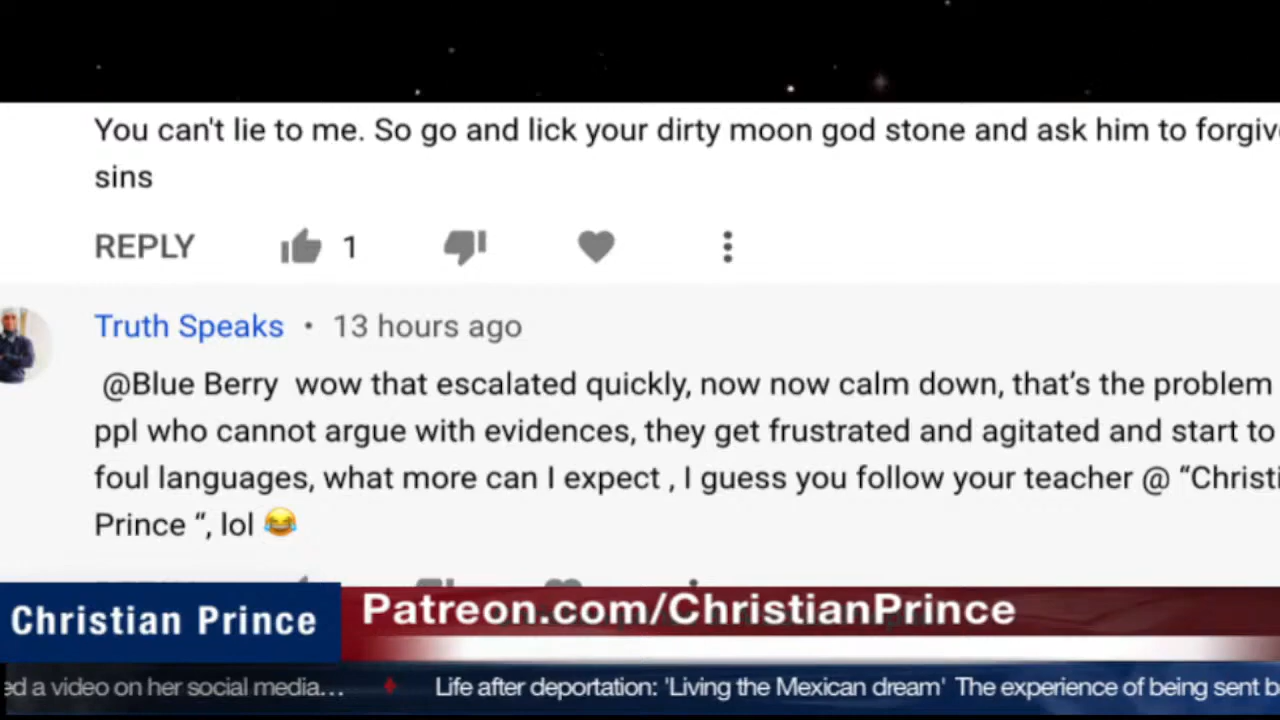 You can't lie to me. So go and lick your dirty moon god stone and ask him to forgive
sins
REPLY 1
Truth Speaks • 13 hours ago
@Blue Berry wow that escalated quickly, now now calm down, that's the problem
ppl who cannot argue with evidences, they get frustrated and agitated and start to
foul languages, what more can I expect , I guess you follow your teacher @ “Christi
Prince “, lol 😂
Christian Prince
Patreon.com/ChristianPrince
ed a video on her social media... ♦ Life after deportation: 'Living the Mexican dream' The experience of being sent b